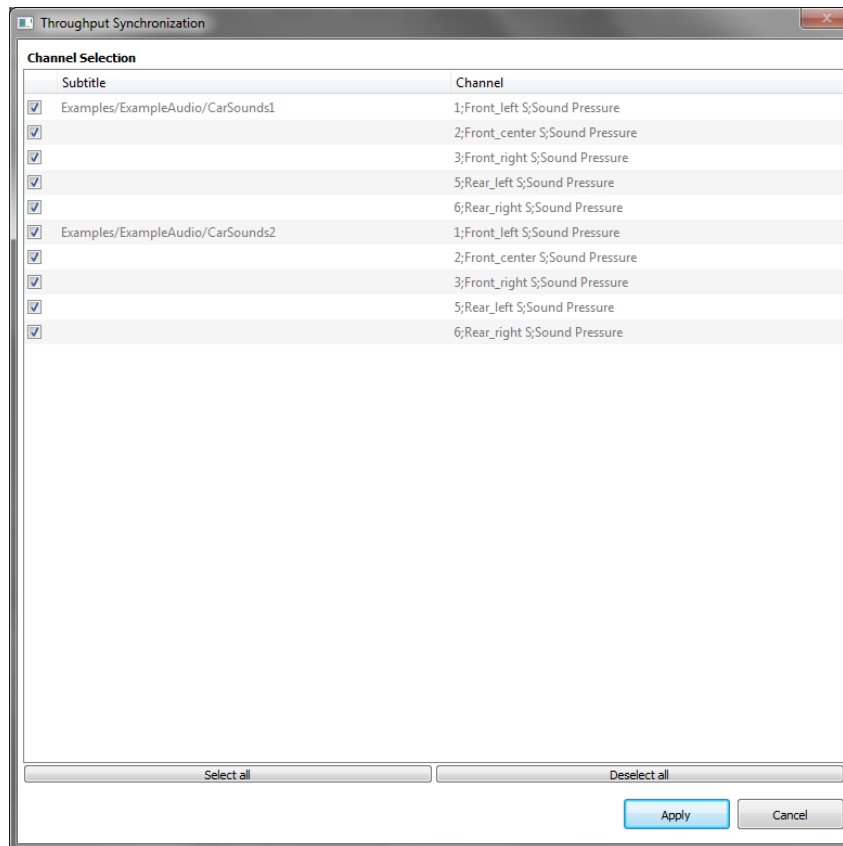 Throughput Synchronization
Channel Selection
Subtitle Channel
Examples/ExampleAudio/CarSounds1 1;Front_left S;Sound Pressure
2;Front_center S;Sound Pressure
3;Front_right S;Sound Pressure
5;Rear_left S;Sound Pressure
6;Rear_right S;Sound Pressure
Examples/ExampleAudio/CarSounds2 1;Front_left S;Sound Pressure
2;Front_center S;Sound Pressure
3;Front_right S;Sound Pressure
5;Rear_left S;Sound Pressure
6;Rear_right S;Sound Pressure
Select all Deselect all
Apply Cancel